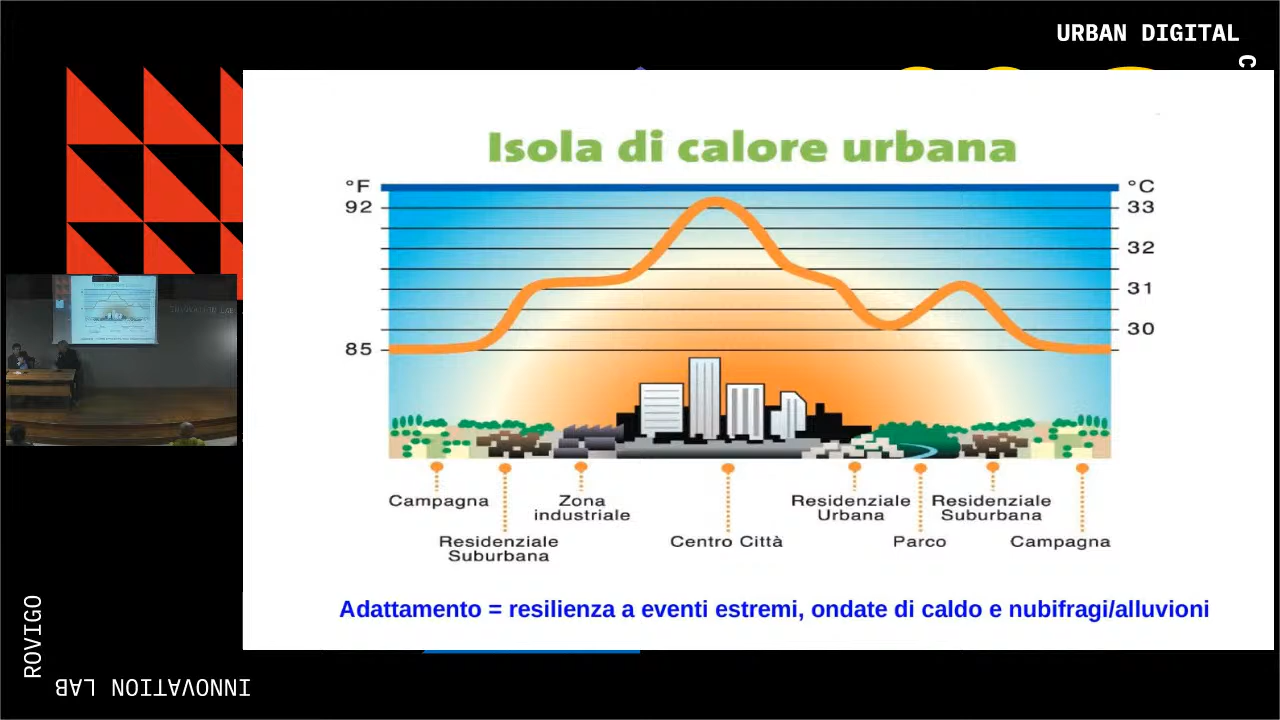 URBAN DIGITAL
C
Isola di calore urbana
°F
°C
92
33
32
31
30
85
Campagna
Zona
industriale
Residenziale
Urbana
Residenziale
Suburbana
Residenziale
Suburbana
Centro Città
Parco
Campagna
Adattamento = resilienza a eventi estremi, ondate di caldo e nubifragi/alluvioni
ROVIGO
INNOVATION LAB